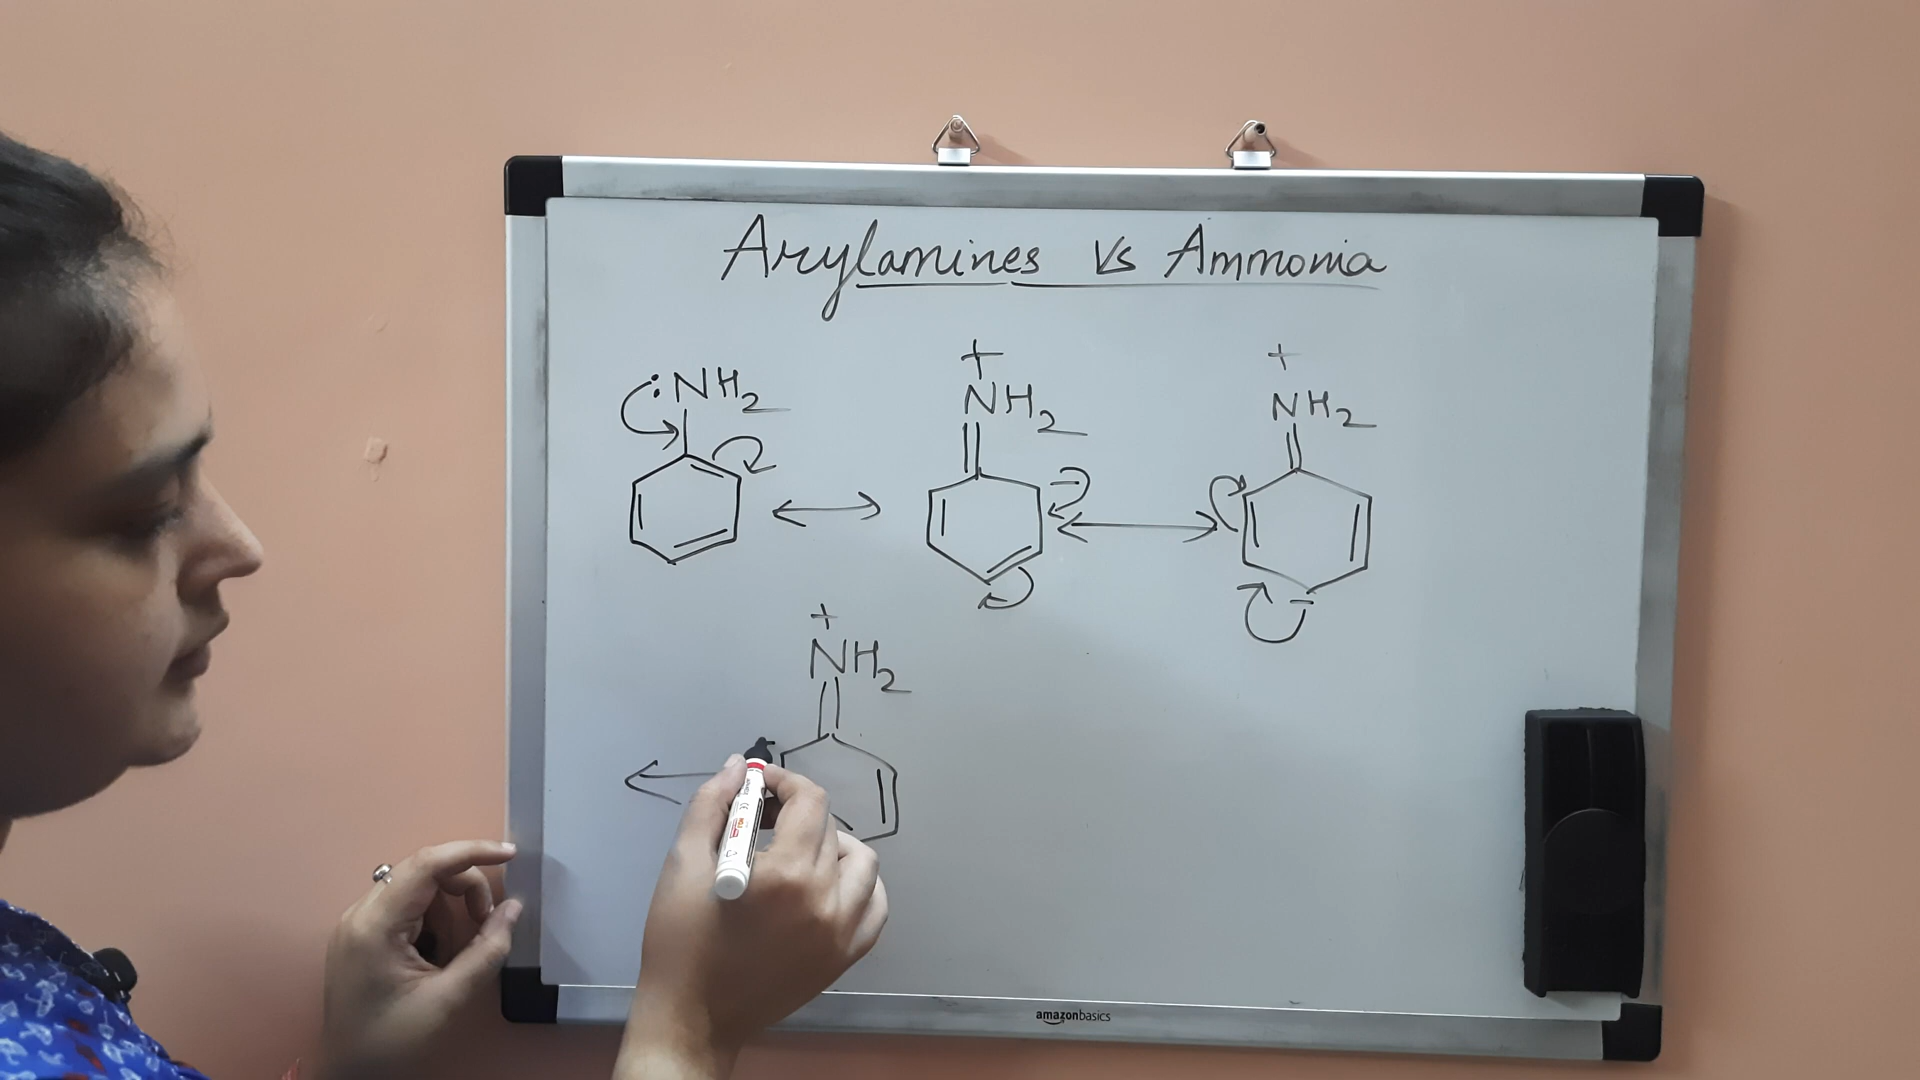 Arylamines Vs Ammonia
:NH2
+
NH2
-
+
NH2
-
+
NH2
-
amazonbasics